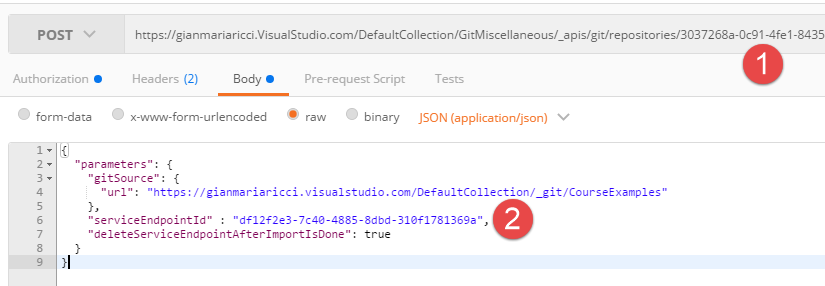 POST https://gianmariaricci.VisualStudio.com/DefaultCollection/GitMiscellaneous/_apis/git/repositories/3037268a-0c91-4fe1-8435
1
Authorization Headers (2) Body Pre-request Script Tests
form-data x-www-form-urlencoded raw binary JSON (application/json)
1 {
2 "parameters": {
3 "gitSource": {
4 "url": "https://gianmariaricci.visualstudio.com/DefaultCollection/_git/CourseExamples"
5 },
6 "serviceEndpointId" : "df12f2e3-7c40-4885-8dbd-310f1781369a", 2
7 "deleteServiceEndpointAfterImportIsDone": true
8 }
9 }